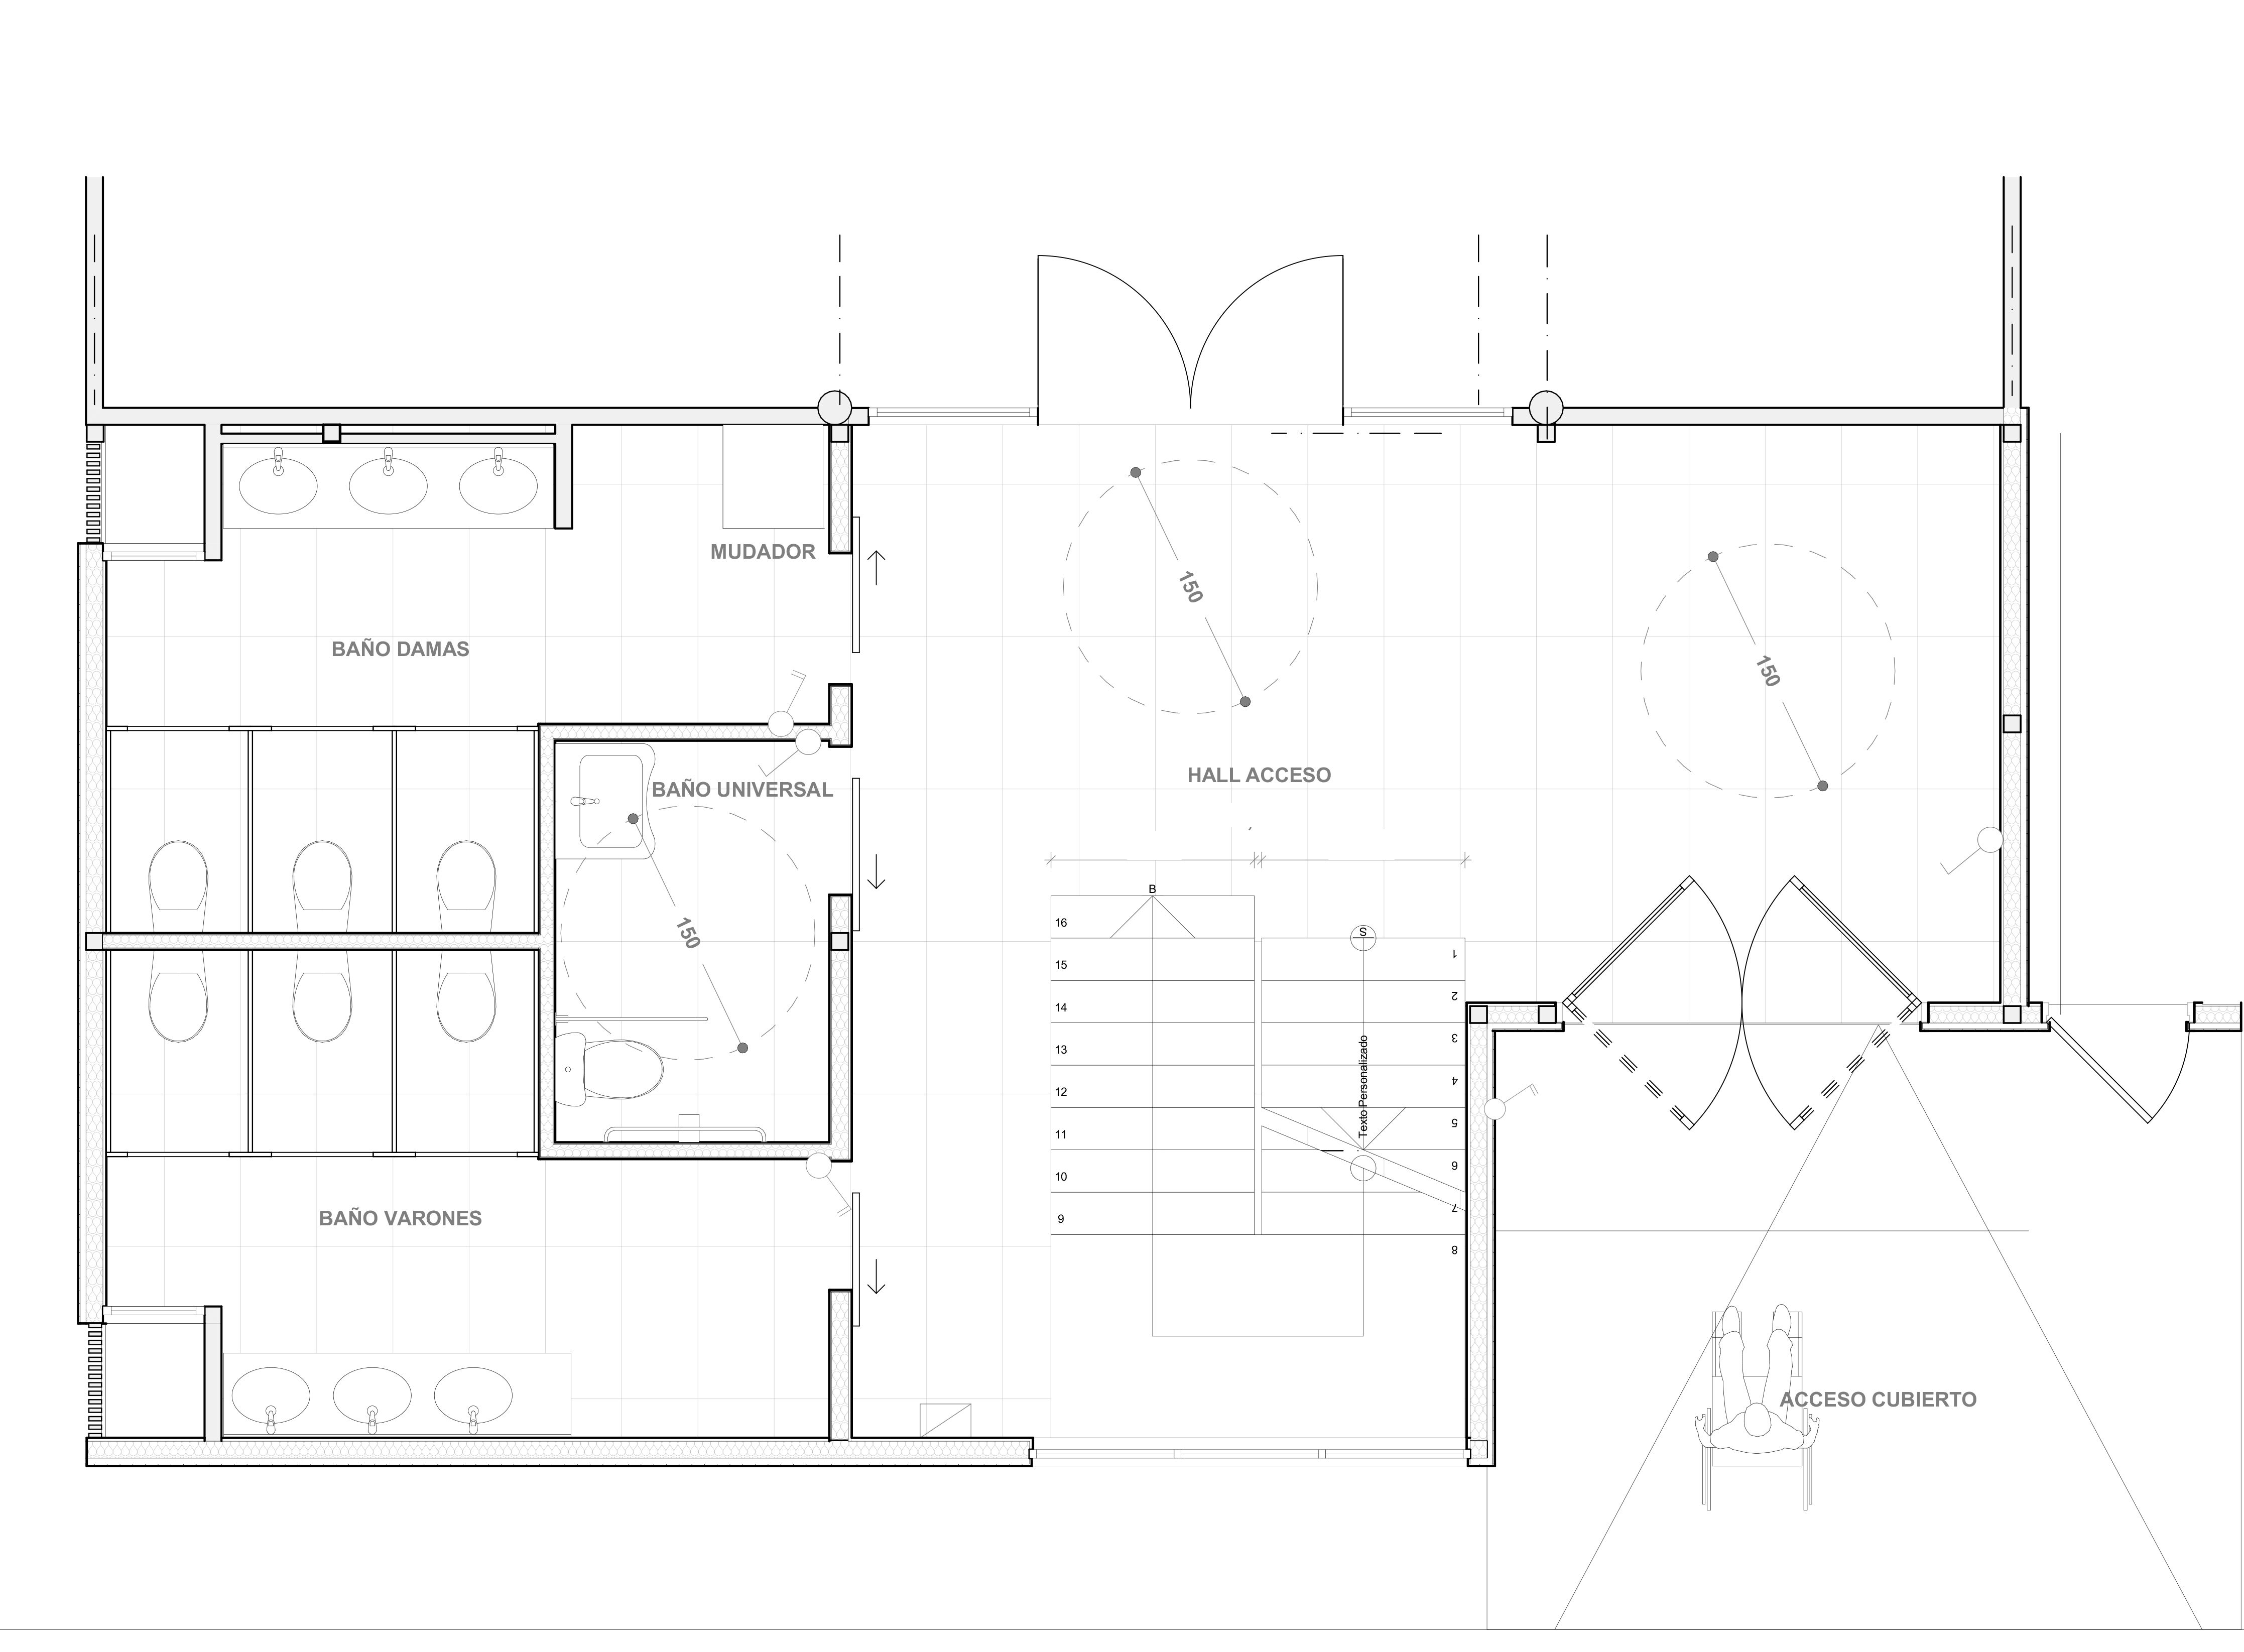 MUDADOR
150
BAÑO DAMAS
150
HALL ACCESO
BAÑO UNIVERSAL
B
16
S
150
1
15
2
14
3
13
Texto Personalizado
4
12
5
11
6
10
7
9
BAÑO VARONES
8
ACCESO CUBIERTO